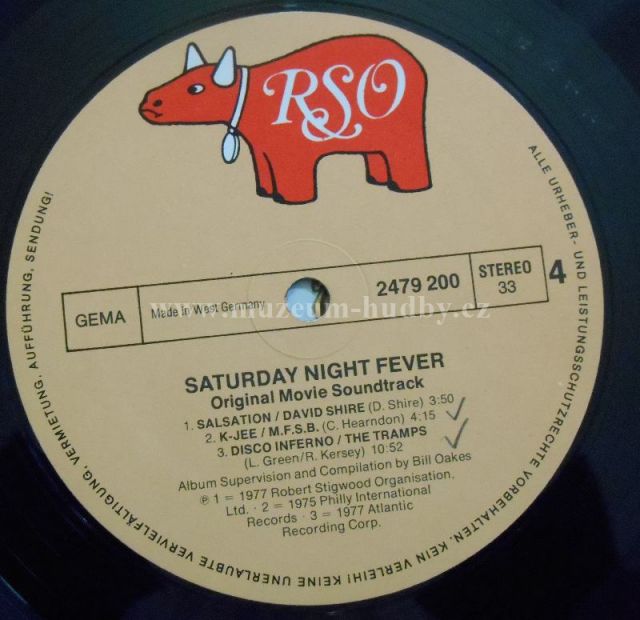 RSO
GEMA
Made in West Germany
2479 200
STEREO
33
4
www.muzeum-hudby.cz
SATURDAY NIGHT FEVER
Original Movie Soundtrack
1. SALSATION / DAVID SHIRE (D. Shire) 3:50
2. K-JEE / M.F.S.B. (C. Hearndon) 4:15
3. DISCO INFERNO / THE TRAMPS
(L. Green/R. Kersey) 10:52
Album Supervision and Compilation by Bill Oakes
℗ 1 = 1977 Robert Stigwood Organisation,
Ltd. · 2 = 1975 Philly International
Records · 3 = 1977 Atlantic
Recording Corp.
ALLE URHEBER- UND LEISTUNGSSCHUTZRECHTE VORBEHALTEN. KEIN VERLEIH! KEINE UNERLAUBTE VERVIELFÄLTIGUNG, VERMIETUNG, AUFFÜHRUNG, SENDUNG!